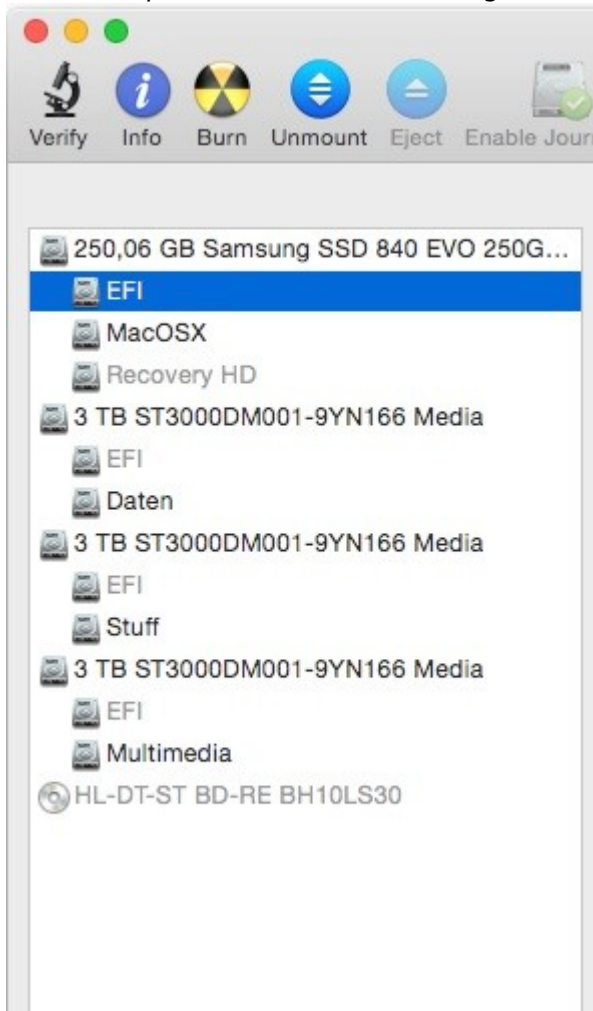 Verify Info Burn Unmount Eject Enable Jour
250,06 GB Samsung SSD 840 EVO 250G...
EFI
MacOSX
Recovery HD
3 TB ST3000DM001-9YN166 Media
EFI
Daten
3 TB ST3000DM001-9YN166 Media
EFI
Stuff
3 TB ST3000DM001-9YN166 Media
EFI
Multimedia
HL-DT-ST BD-RE BH10LS30